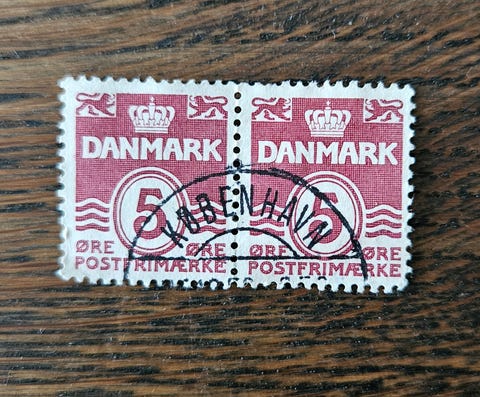 DANMARK DANMARK
5 5
KØBENHAVN
ØRE ØRE ØRE ØRE
POSTFRIMÆRKE POSTFRIMÆRKE